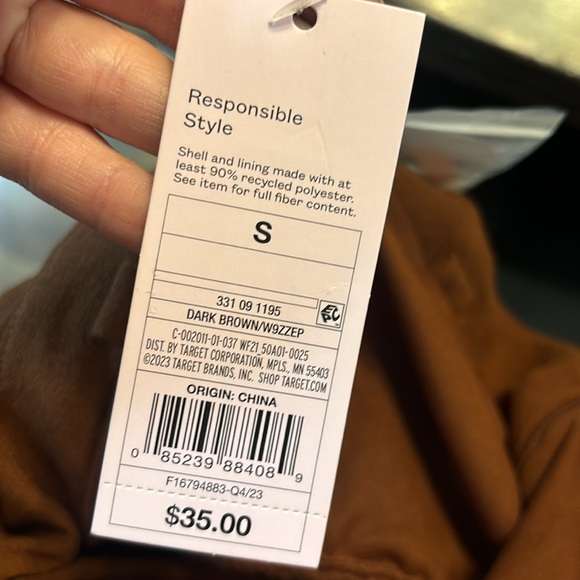 Responsible
Style
Shell and lining made with at
least 90% recycled polyester.
See item for full fiber content.
S
331 09 1195
EPC
DARK BROWN/W9ZZEP
C-002011-01-037 WF21_50A01-0025
DIST. BY TARGET CORPORATION, MPLS., MN 55403
©2023 TARGET BRANDS, INC. SHOP TARGET.COM
ORIGIN: CHINA
0 85239 88408 9
F16794883-Q4/23
$35.00